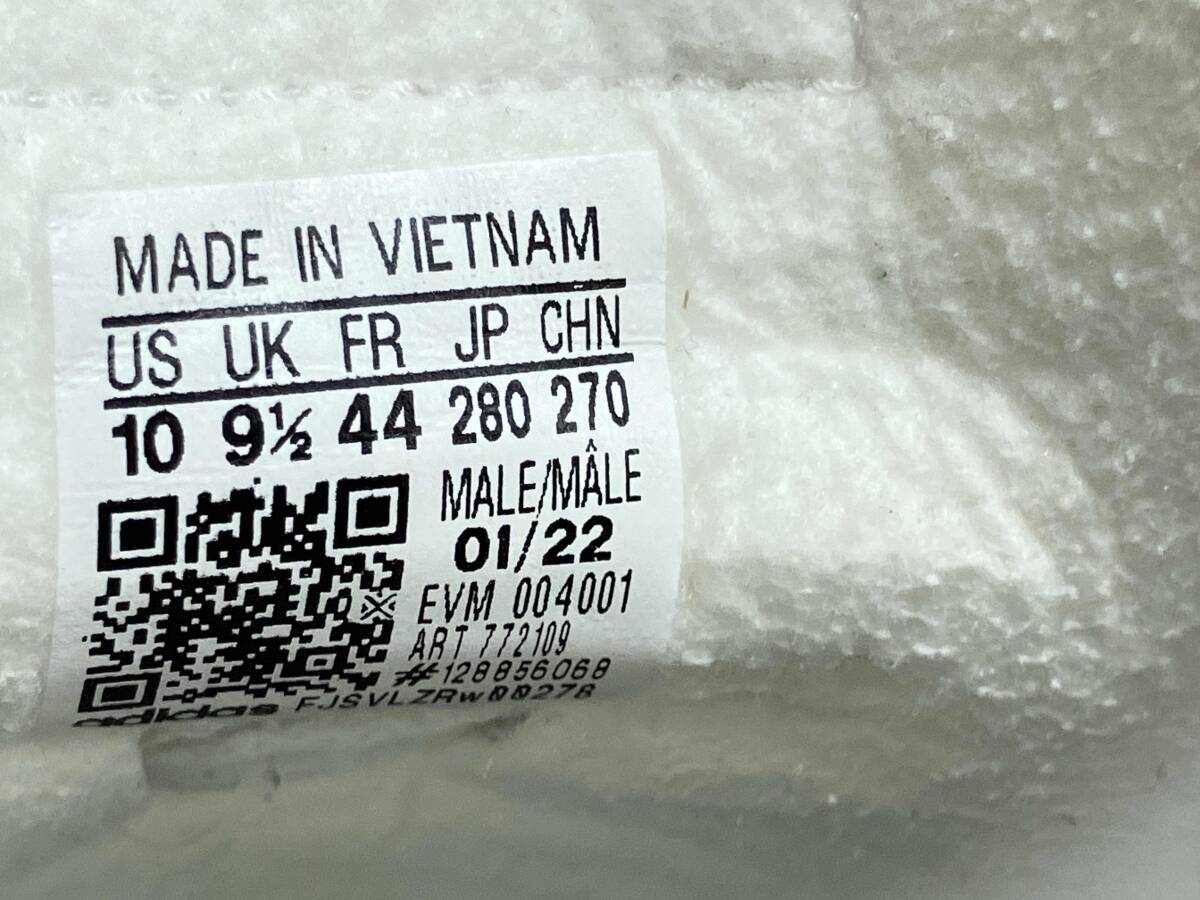 MADE IN VIETNAM
US UK FR JP CHN
10 9½ 44 280 270
MALE/MÂLE
01/22
EVM 004001
ART 772109
#128856068
adidas FJSVLZRW00278